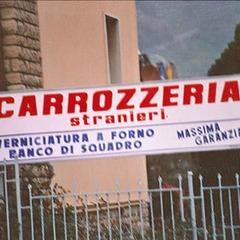 CARROZZERIA
stranieri
VERNICIATURA A FORNO
BANCO DI SQUADRO
MASSIMA
GARANZIA